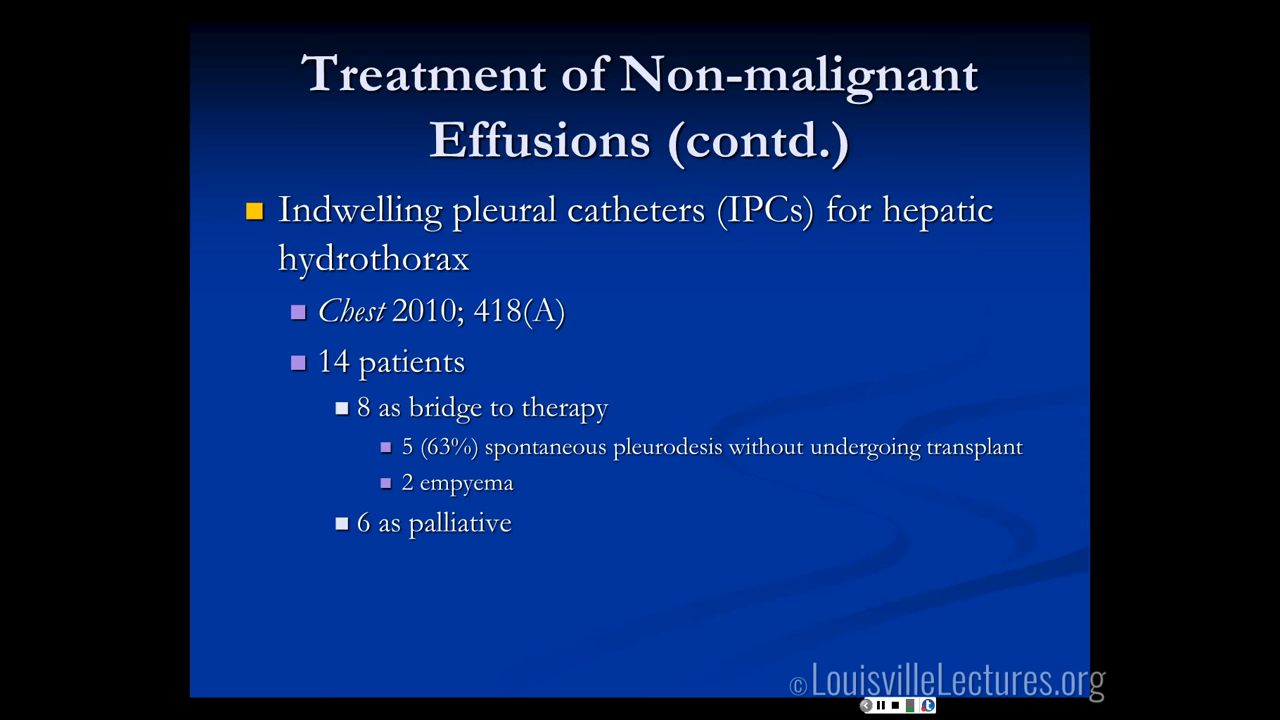 Treatment of Non-malignant
Effusions (contd.)
Indwelling pleural catheters (IPCs) for hepatic
hydrothorax
Chest 2010; 418(A)
14 patients
8 as bridge to therapy
5 (63%) spontaneous pleurodesis without undergoing transplant
2 empyema
6 as palliative
© LouisvilleLectures.org